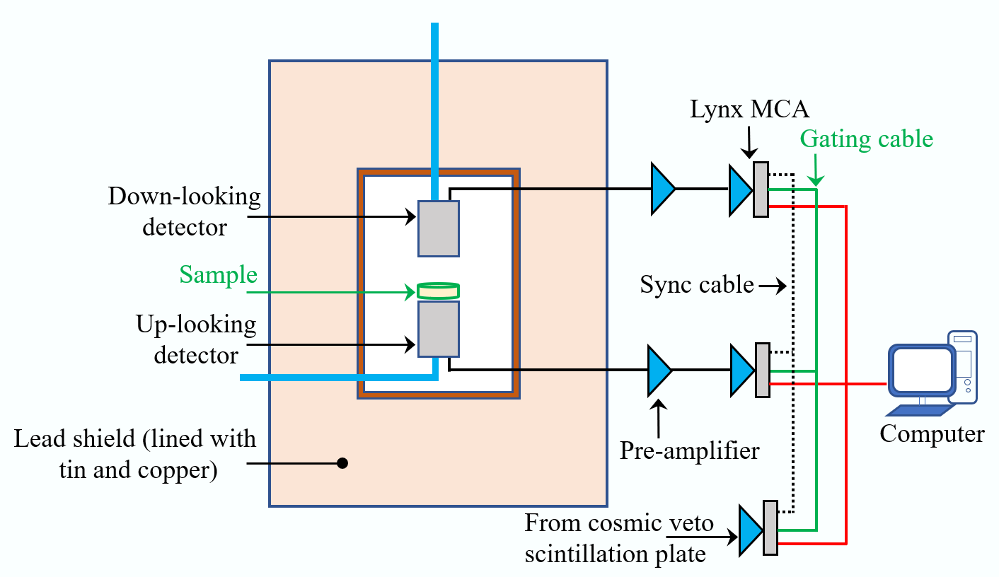 Lynx MCA
Gating cable
Down-looking
detector
Sample
Sync cable
Up-looking
detector
Computer
Lead shield (lined with
tin and copper)
Pre-amplifier
From cosmic veto
scintillation plate